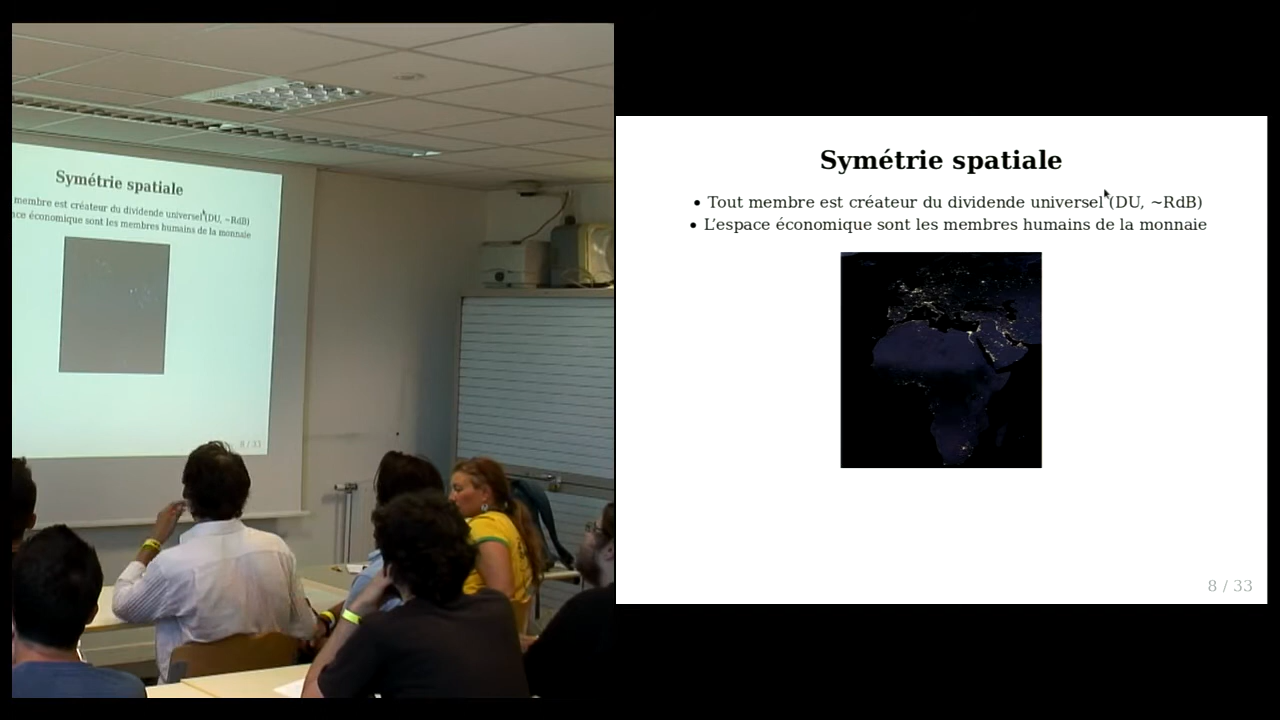 Symétrie spatiale
membre est créateur du dividende universel (DU, ~RdB)
ce économique sont les membres humains de la monnaie
8 / 33
Symétrie spatiale
• Tout membre est créateur du dividende universel (DU, ~RdB)
• L'espace économique sont les membres humains de la monnaie
8 / 33